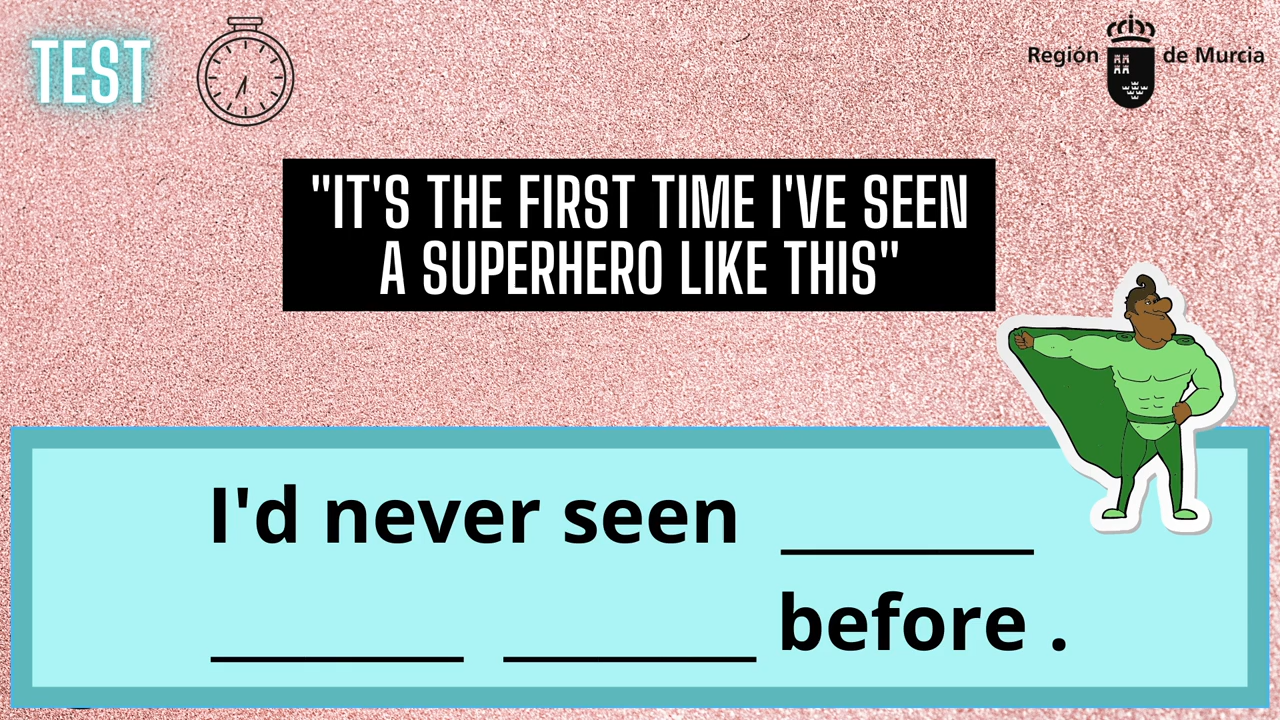 TEST
Región de Murcia
"IT'S THE FIRST TIME I'VE SEEN
A SUPERHERO LIKE THIS"
I'd never seen ________
________ ________ before .